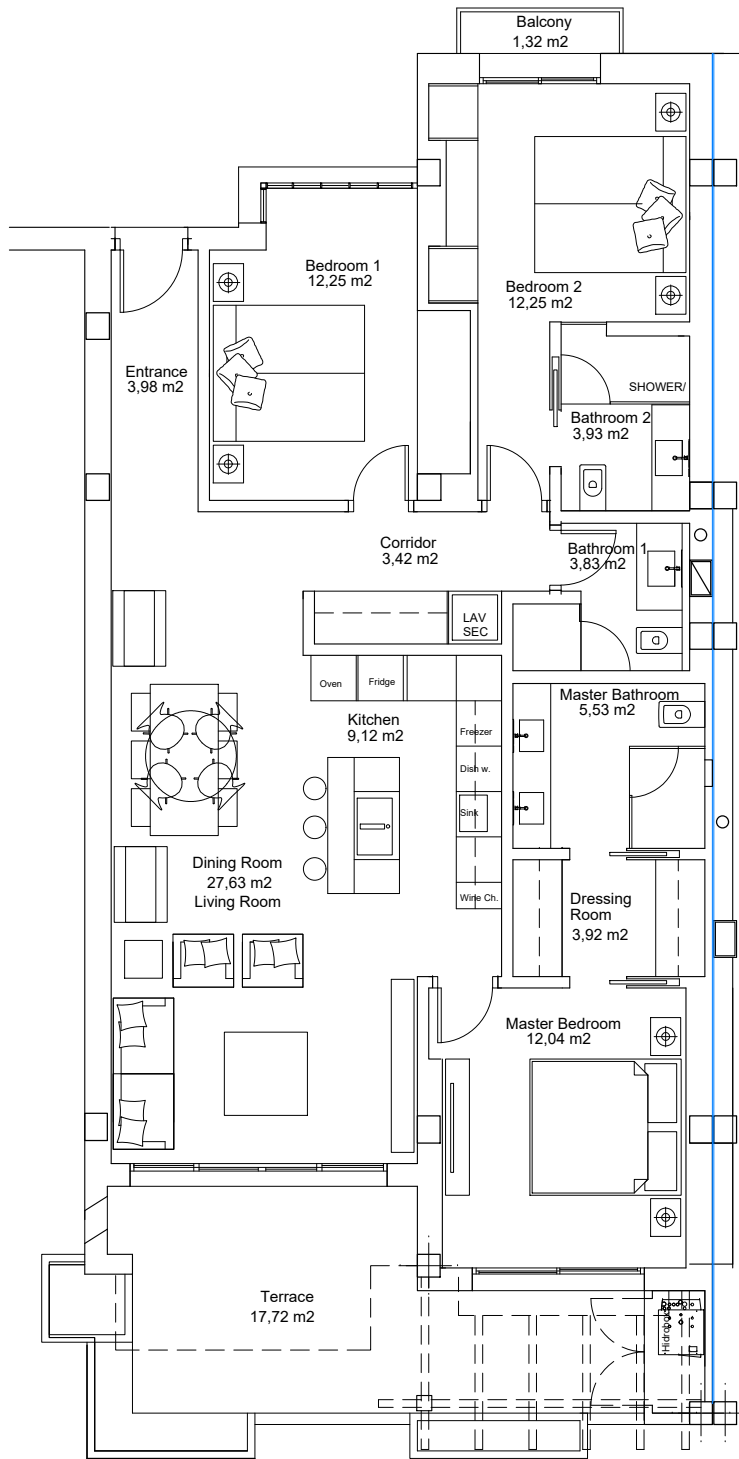 Balcony
1,32 m2
Bedroom 1
12,25 m2
Bedroom 2
12,25 m2
Entrance
3,98 m2
SHOWER/
Bathroom 2
3,93 m2
Corridor
3,42 m2
Bathroom 1
3,83 m2
LAV
SEC
Oven
Fridge
Kitchen
9,12 m2
Master Bathroom
5,53 m2
Freezer
Dish w.
Sink
Wine Ch.
Dining Room
27,63 m2
Living Room
Dressing
Room
3,92 m2
Master Bedroom
12,04 m2
Terrace
17,72 m2
Hidrobox